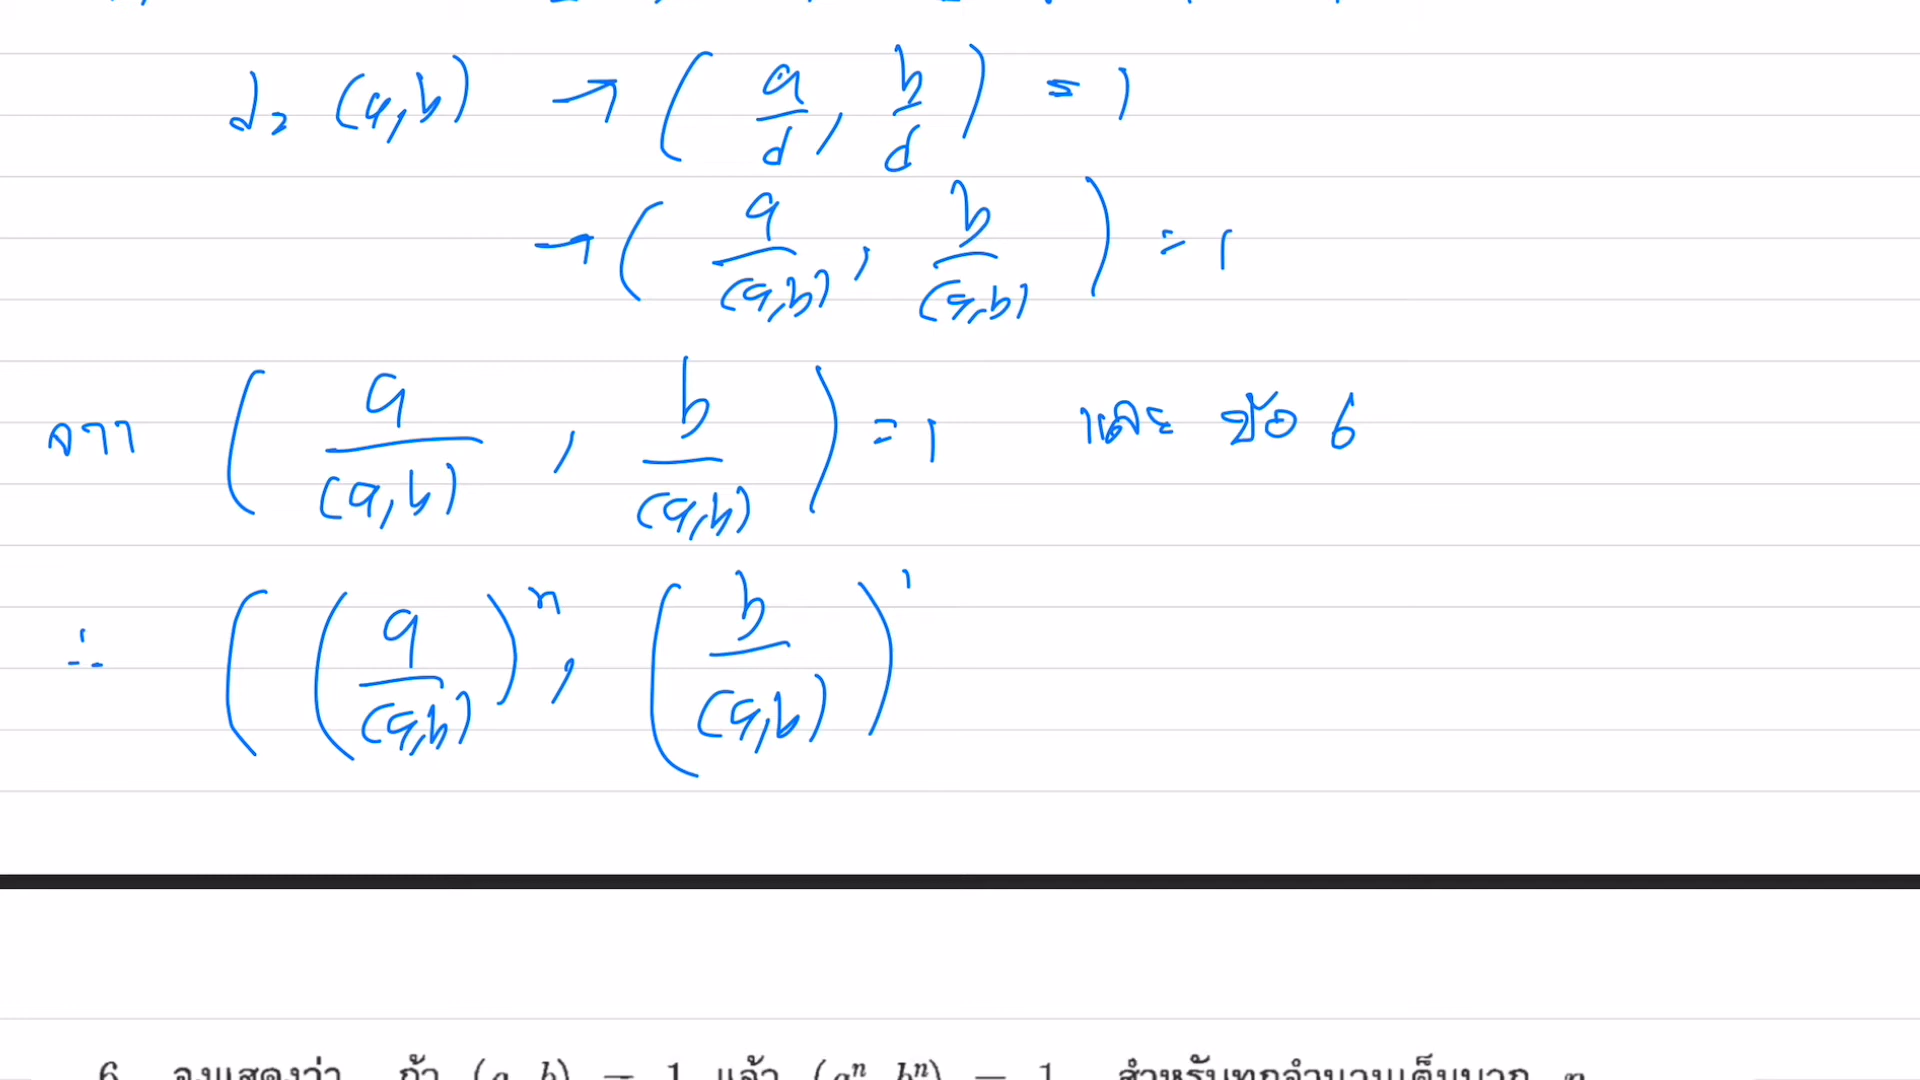 d = (a,b) → ( a/d , b/d ) = 1
→ ( a/(a,b) , b/(a,b) ) = 1
จาก ( a/(a,b) , b/(a,b) ) = 1 และ ข้อ 6
∴ ( ( a/(a,b) )ⁿ , ( b/(a,b) )
6. จงแสดงว่า ถ้า (a, b) = 1 แล้ว (aⁿ, bⁿ) = 1 สำหรับทุกจำนวนเต็มบวก n